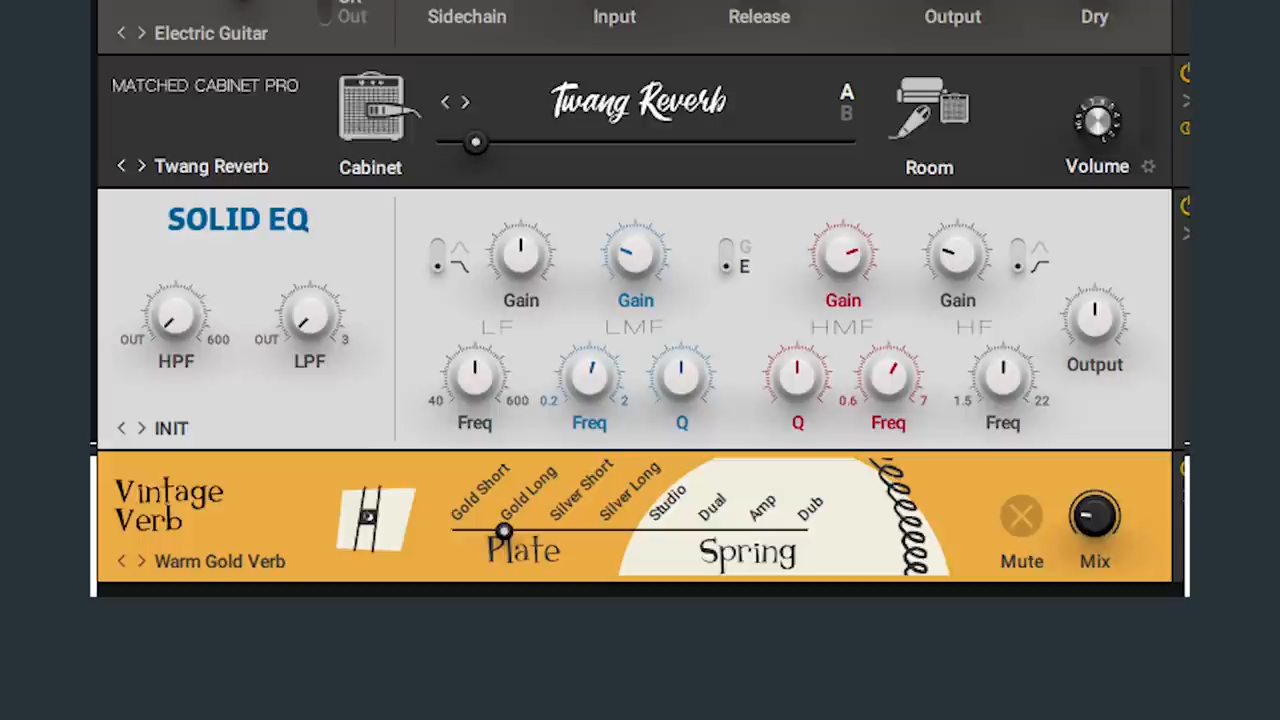 Out
Sidechain Input Release Output Dry
Electric Guitar
MATCHED CABINET PRO
Twang Reverb
A
B
Twang Reverb
Cabinet
Room
Volume
SOLID EQ
G
E
Gain Gain Gain Gain
LF LMF HMF HF
OUT 600 OUT 3
HPF LPF
Output
40 600 0.2 2 0.6 7 1.5 22
Freq Freq Q Q Freq Freq
INIT
Vintage
Verb
Gold Short Gold Long Silver Short Silver Long Studio Dual Amp Dub
Plate Spring
Warm Gold Verb
Mute Mix